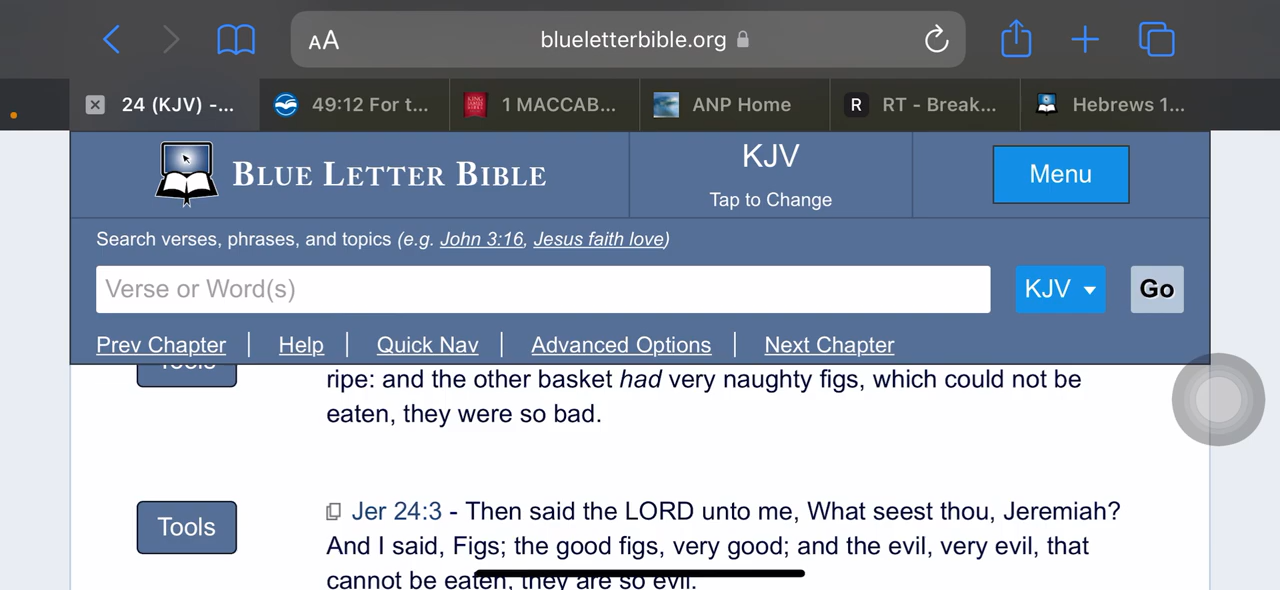 AA blueletterbible.org
24 (KJV) -... 49:12 For t... 1 MACCAB... ANP Home R RT - Break... Hebrews 1...
BLUE LETTER BIBLE KJV Menu
Tap to Change
Search verses, phrases, and topics (e.g. John 3:16, Jesus faith love)
Verse or Word(s) KJV Go
Prev Chapter | Help | Quick Nav | Advanced Options | Next Chapter
Tools ripe: and the other basket had very naughty figs, which could not be
eaten, they were so bad.
Tools Jer 24:3 - Then said the LORD unto me, What seest thou, Jeremiah?
And I said, Figs; the good figs, very good; and the evil, very evil, that
cannot be eaten, they are so evil.